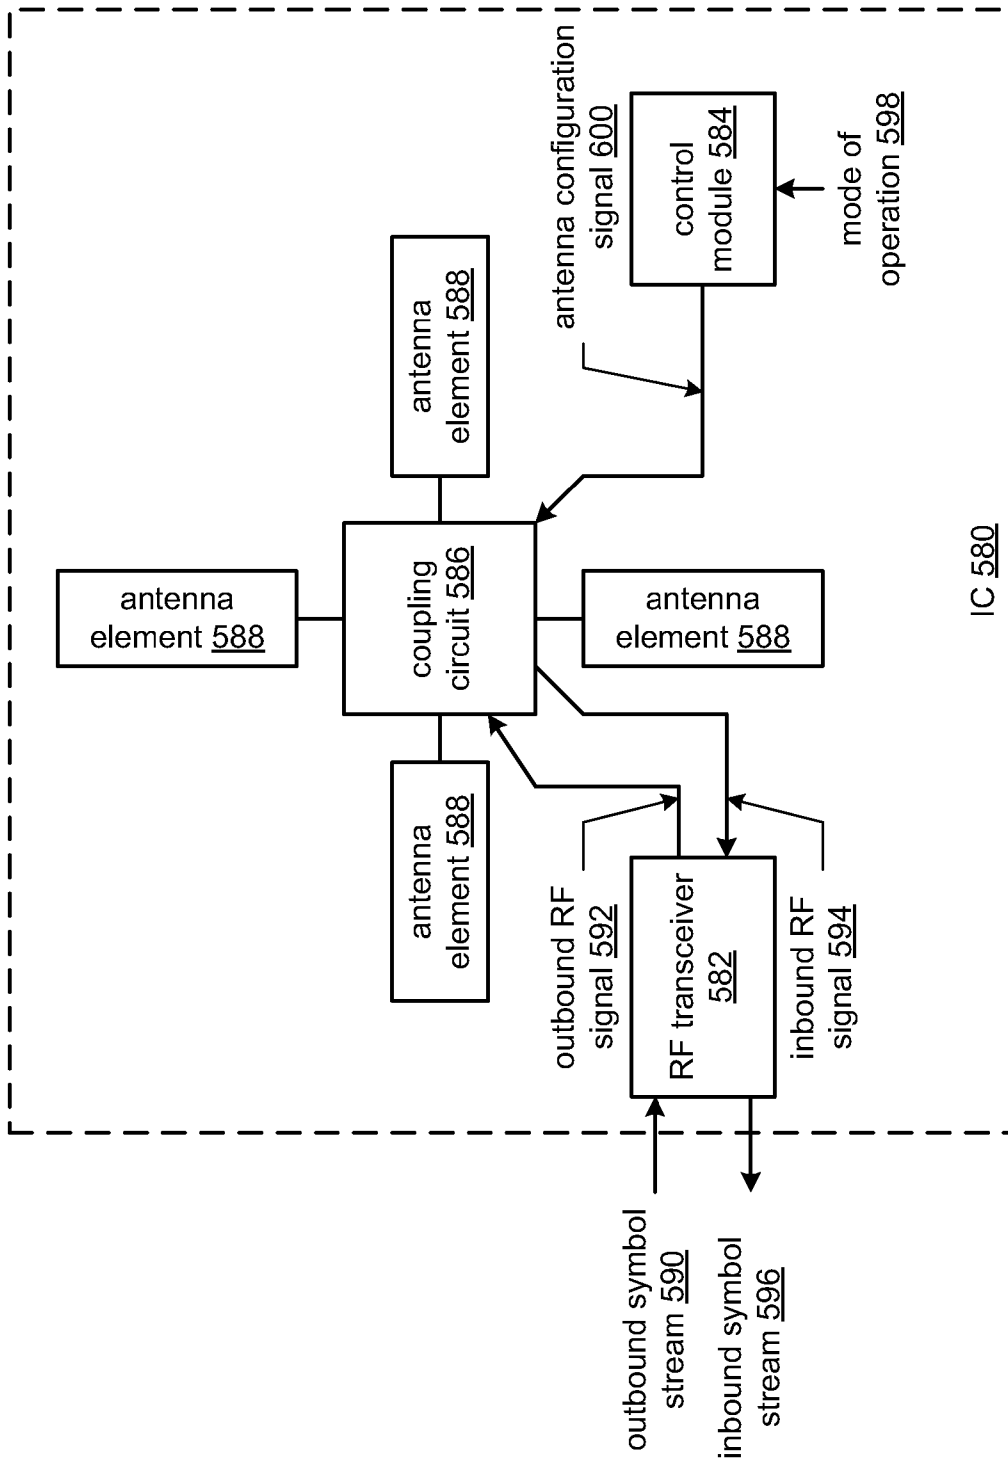 antenna
element 588
antenna
element 588
coupling
circuit 586
antenna
element 588
antenna
element 588
outbound symbol
stream 590
inbound symbol
stream 596
outbound RF
signal 592
RF transceiver
582
inbound RF
signal 594
antenna configuration
signal 600
control
module 584
mode of
operation 598
IC 580